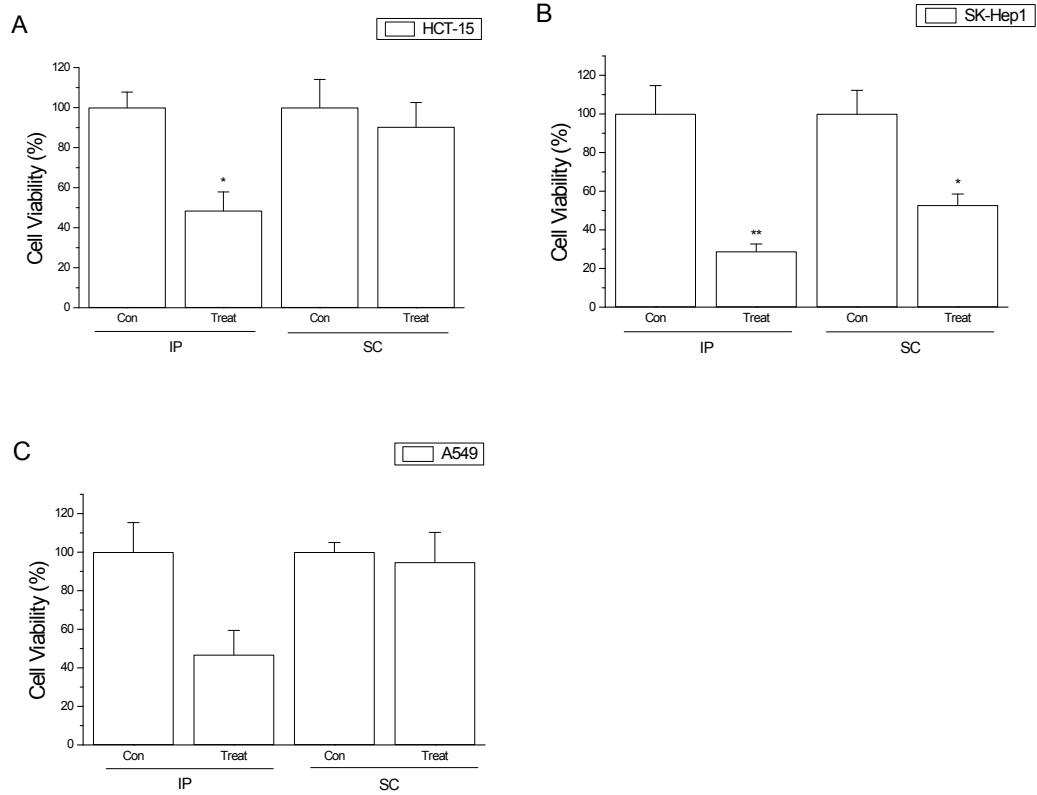 A
HCT-15
Cell Viability (%)
120
100
80
60
40
20
0
*
Con
Treat
Con
Treat
IP
SC
B
SK-Hep1
Cell Viability (%)
120
100
80
60
40
20
0
**
*
Con
Treat
Con
Treat
IP
SC
C
A549
Cell Viability (%)
120
100
80
60
40
20
0
Con
Treat
Con
Treat
IP
SC